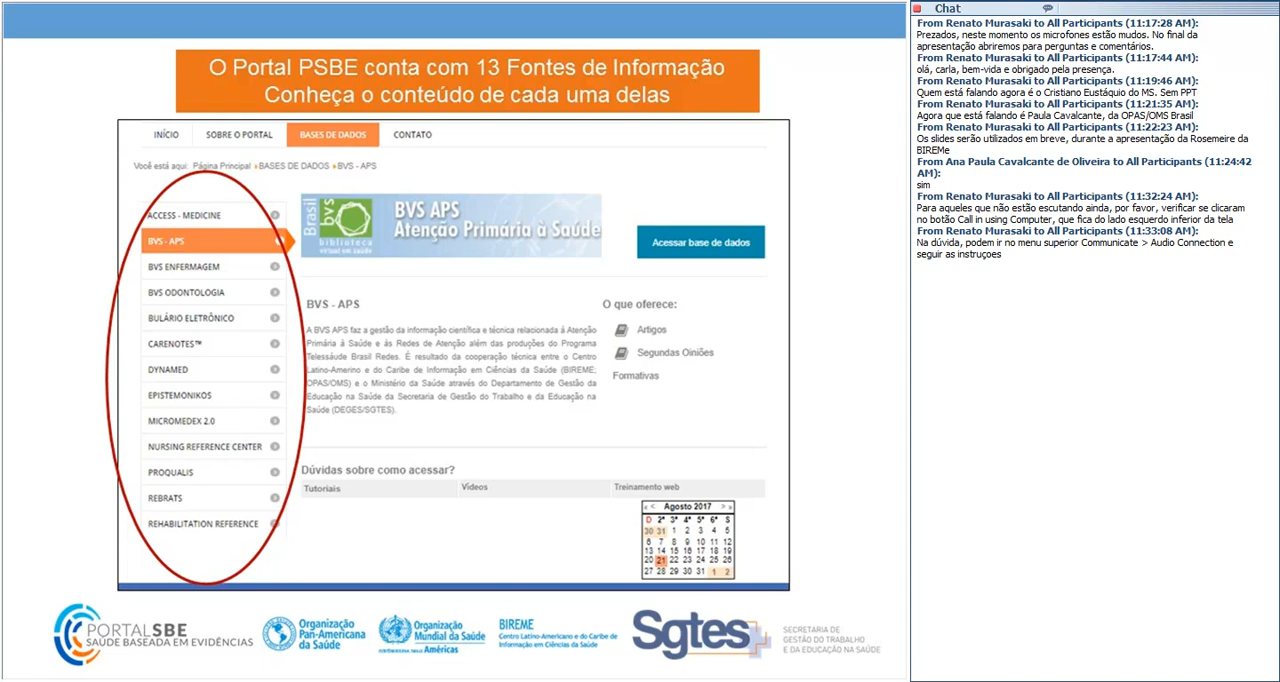 O Portal PSBE conta com 13 Fontes de Informação
Conheça o conteúdo de cada uma delas
INÍCIO SOBRE O PORTAL BASES DE DADOS CONTATO
Você está aqui: Página Principal BASES DE DADOS BVS - APS
ACCESS - MEDICINE
BVS - APS
BVS ENFERMAGEM
BVS ODONTOLOGIA
BULÁRIO ELETRÔNICO
CARENOTES™
DYNAMED
EPISTEMONIKOS
MICROMEDEX 2.0
NURSING REFERENCE CENTER
PROQUALIS
REBRATS
REHABILITATION REFERENCE
Brasil
bvs
biblioteca
virtual em saúde
BVS APS
Atenção Primária à Saúde
Acessar base de dados
BVS - APS
A BVS APS faz a gestão da informação científica e técnica relacionada à Atenção
Primária à Saúde e ás Redes de Atenção além das produções do Programa
Telessáude Brasil Redes. É resultado da cooperação técnica entre o Centro
Latino-Amerino e do Caribe de Informação em Ciências da Saúde (BIREME;
OPAS/OMS) e o Ministério da Saúde através do Departamento de Gestão da
Educação na Saúde da Secretaria de Gestão do Trabalho e da Educação na
Saúde (DEGES/SGTES).
O que oferece:
Artigos
Segundas Oiniões
Formativas
Dúvidas sobre como acessar?
Tutoriais Vídeos Treinamento web
« < Agosto 2017 > »
D 2ª 3ª 4ª 5ª 6ª S
30 31 1 2 3 4 5
6 7 8 9 10 11 12
13 14 15 16 17 18 19
20 21 22 23 24 25 26
27 28 29 30 31 1 2
PORTALSBE
SAÚDE BASEADA EM EVIDÊNCIAS
Organização
Pan-Americana
da Saúde
Organização
Mundial da Saúde
Américas
BIREME
Centro Latino-Americano e do Caribe de
Informação em Ciências da Saúde
Sgtes
SECRETARIA DE
GESTÃO DO TRABALHO
E DA EDUCAÇÃO NA SAÚDE
Chat
From Renato Murasaki to All Participants (11:17:28 AM):
Prezados, neste momento os microfones estão mudos. No final da
apresentação abriremos para perguntas e comentários.
From Renato Murasaki to All Participants (11:17:44 AM):
olá, carla, bem-vida e obrigado pela presença.
From Renato Murasaki to All Participants (11:19:46 AM):
Quem está falando agora é o Cristiano Eustáquio do MS. Sem PPT
From Renato Murasaki to All Participants (11:21:35 AM):
Agora que está falando é Paula Cavalcante, da OPAS/OMS Brasil
From Renato Murasaki to All Participants (11:22:23 AM):
Os slides serão utilizados em breve, durante a apresentação da Rosemeire da
BIREMe
From Ana Paula Cavalcante de Oliveira to All Participants (11:24:42
AM):
sim
From Renato Murasaki to All Participants (11:32:24 AM):
Para aqueles que não estão escutando ainda, por favor, verificar se clicaram
no botão Call in using Computer, que fica do lado esquerdo inferior da tela
From Renato Murasaki to All Participants (11:33:08 AM):
Na dúvida, podem ir no menu superior Communicate > Audio Connection e
seguir as instruçoes